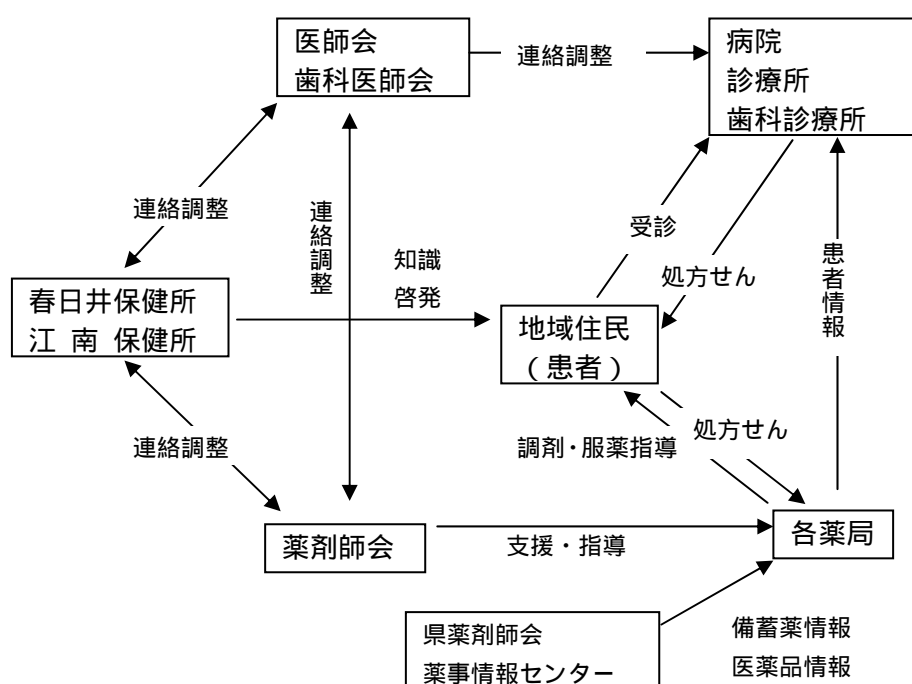 医師会
歯科医師会
連絡調整
病院
診療所
歯科診療所
連絡調整
連絡調整
受診
処方せん
患者情報
知識
啓発
春日井保健所
江 南 保健所
地域住民
（患者）
連絡調整
調剤・服薬指導
処方せん
薬剤師会
支援・指導
各薬局
県薬剤師会
薬事情報センター
備蓄薬情報
医薬品情報